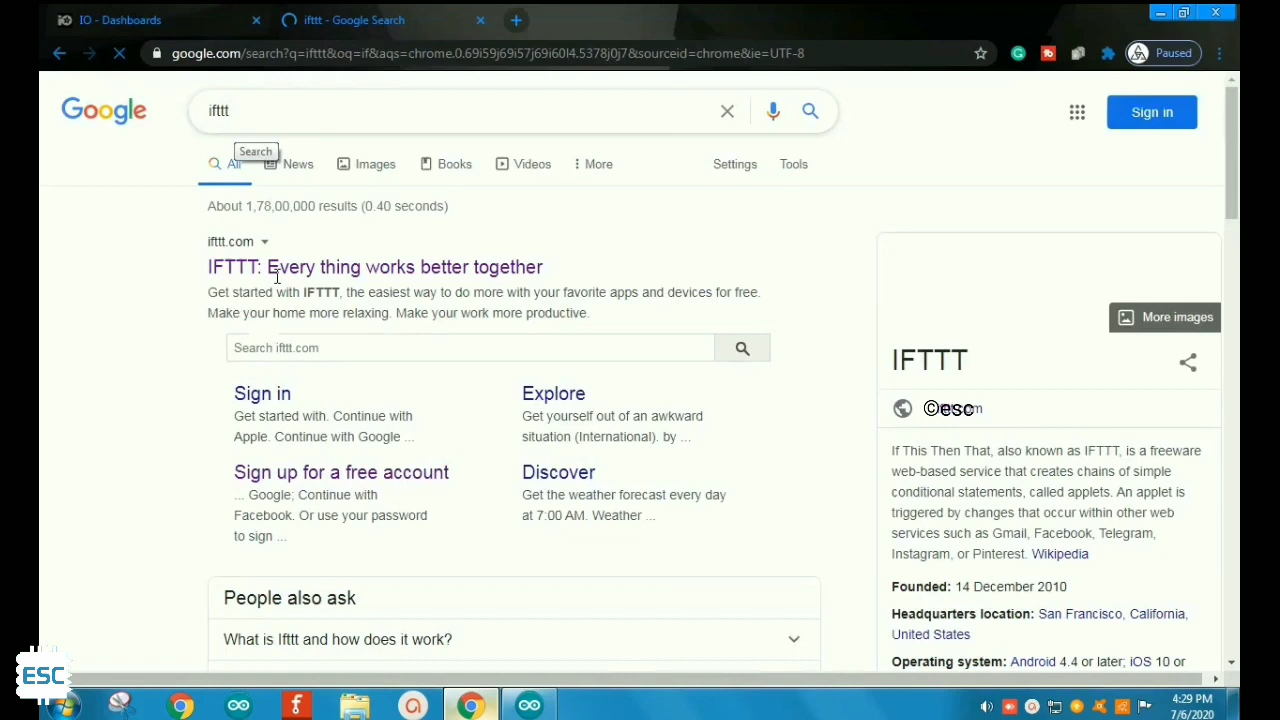 IO - Dashboards
ifttt - Google Search
google.com/search?q=ifttt&oq=if&aqs=chrome.0.69i59j69i57j69i60l4.5378j0j7&sourceid=chrome&ie=UTF-8
Paused
Google
ifttt
Sign in
Search
All
News
Images
Books
Videos
More
Settings
Tools
About 1,78,00,000 results (0.40 seconds)
ifttt.com
IFTTT: Every thing works better together
Get started with IFTTT, the easiest way to do more with your favorite apps and devices for free.
Make your home more relaxing. Make your work more productive.
Search ifttt.com
Sign in
Get started with. Continue with
Apple. Continue with Google ...
Explore
Get yourself out of an awkward
situation (International). by ...
Sign up for a free account
... Google; Continue with
Facebook. Or use your password
to sign ...
Discover
Get the weather forecast every day
at 7:00 AM. Weather ...
People also ask
What is Ifttt and how does it work?
More images
IFTTT
©esc
If This Then That, also known as IFTTT, is a freeware
web-based service that creates chains of simple
conditional statements, called applets. An applet is
triggered by changes that occur within other web
services such as Gmail, Facebook, Telegram,
Instagram, or Pinterest. Wikipedia
Founded: 14 December 2010
Headquarters location: San Francisco, California,
United States
Operating system: Android 4.4 or later; iOS 10 or
ESC
4:29 PM
7/6/2020